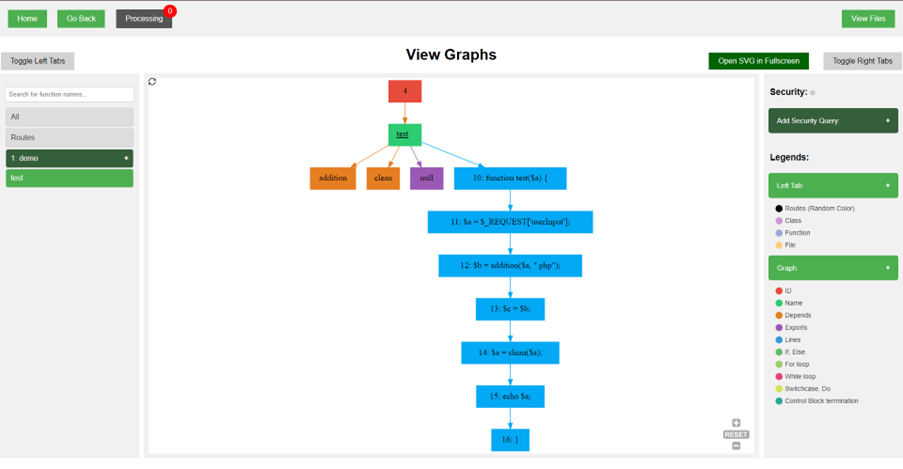 Home
Go Back
Processing
0
View Files
Toggle Left Tabs
View Graphs
Open SVG in Fullscreen
Toggle Right Tabs
Search for function names...
All
Routes
1: demo +
test
4
test
addition
clean
null
10: function test($a) {
11: $a = $_REQUEST['userInput'];
12: $b = addition($a, ".php");
13: $c = $b;
14: $a = clean($a);
15: echo $a;
16: }
+
RESET
−
Security:
Add Security Query: +
Legends:
Left Tab: +
Routes (Random Color)
Class
Function
File
Graph: +
ID
Name
Depends
Exports
Lines
If, Else
For loop
While loop
Switchcase, Do
Control Block termination